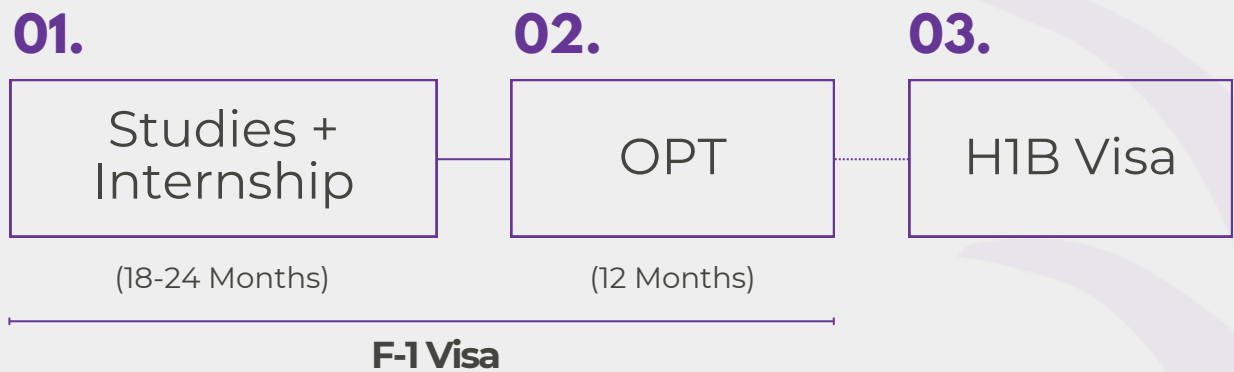 01.
Studies +
Internship
(18-24 Months)
02.
OPT
(12 Months)
03.
H1B Visa
F-1 Visa